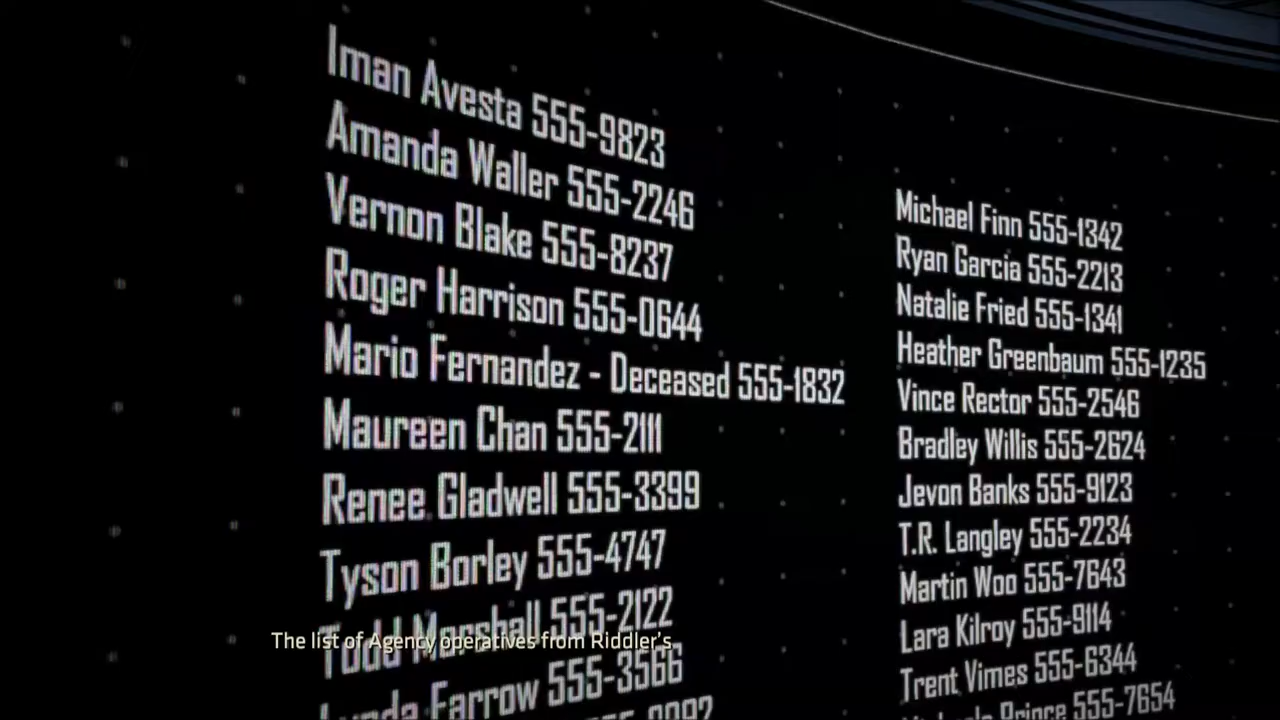 Iman Avesta 555-9823
Amanda Waller 555-2246
Vernon Blake 555-8237
Roger Harrison 555-0644
Mario Fernandez - Deceased 555-1832
Maureen Chan 555-2111
Renee Gladwell 555-3399
Tyson Borley 555-4747
Todd Marshall 555-2122
Farrow 555-3566
Michael Finn 555-1342
Ryan Garcia 555-2213
Natalie Fried 555-1341
Heather Greenbaum 555-1235
Vince Rector 555-2546
Bradley Willis 555-2624
Jevon Banks 555-9123
T.R. Langley 555-2234
Martin Woo 555-7643
Lara Kilroy 555-9114
Trent Vimes 555-6344
Prince 555-7654
The list of Agency operatives from Riddler's